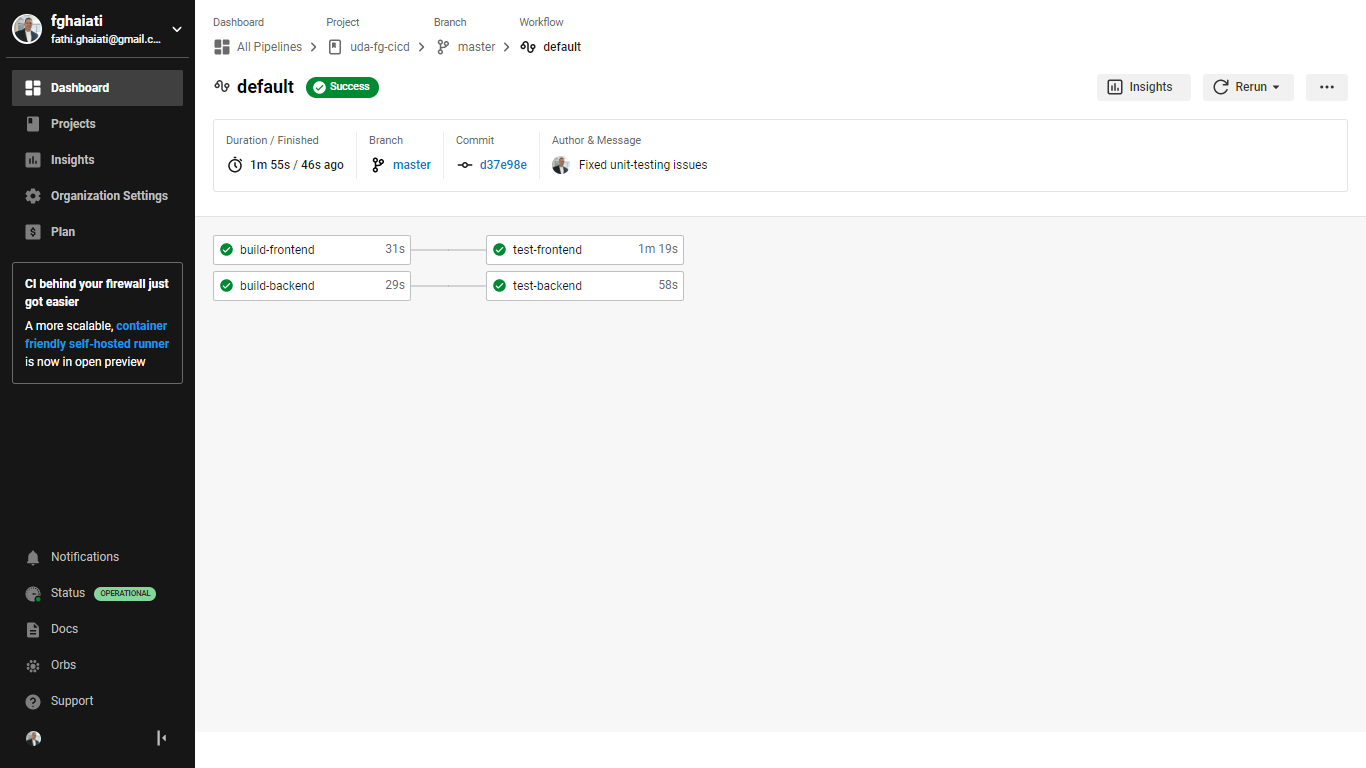 fghaiati
fathi.ghaiati@gmail.c...
Dashboard
Projects
Insights
Organization Settings
Plan
CI behind your firewall just
got easier
A more scalable, container
friendly self-hosted runner
is now in open preview
Notifications
Status OPERATIONAL
Docs
Orbs
Support
Dashboard Project Branch Workflow
All Pipelines uda-fg-cicd master default
default Success Insights Rerun
Duration / Finished Branch Commit Author & Message
1m 55s / 46s ago master d37e98e Fixed unit-testing issues
build-frontend 31s test-frontend 1m 19s
build-backend 29s test-backend 58s